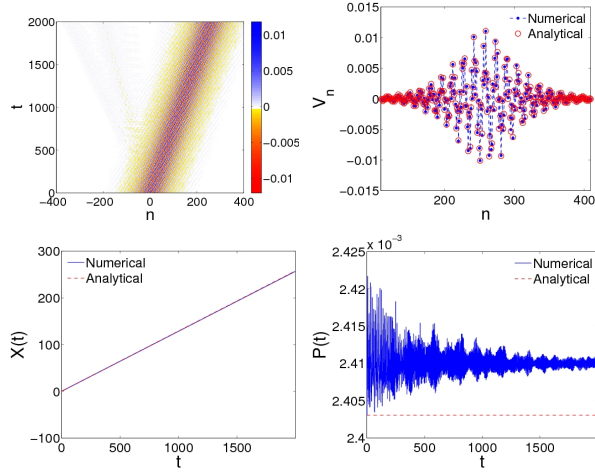 2000
1500
1000
500
0
t
−400
−200
0
200
400
n
0.01
0.005
0
−0.005
−0.01
0.015
0.01
0.005
0
−0.005
−0.01
−0.015
Vn
200
300
400
n
Numerical
Analytical
300
200
100
0
−100
X(t)
0
500
1000
1500
t
Numerical
Analytical
x 10−3
2.425
2.42
2.415
2.41
2.405
2.4
P(t)
0
500
1000
1500
t
Numerical
Analytical